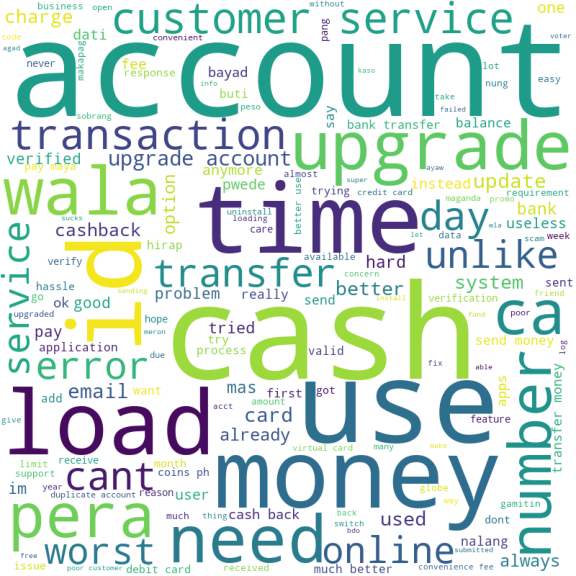 business
open
charge
code
agad
voter
customer service
pang
without
convenient
one
makapag
never
dati
fee
response
bayad
buti
nung
lot
easy
peso
info
take
kaso
failed
account
sobrang
say
bank transfer
balance
transaction
upgrade
verified
upgrade account
pay maya
anymore
pwede
option
almost
trying
super
credit card
ayaw
maganda
promo
instead
update
requirement
bank
useless
wala
id
time
day
unlike
cashback
hirap
uninstall
loading
care
better use
let
data
mla
scam
week
sucks
verify
hassle
go
ok
good
upgraded
sending
service
transfer
problem
really
better
hard
available
concern
system
verification
sent
friend
install
fund
send
send money
poor
ca
number
pay
hope
meron
application
due
error
tried
try
process
valid
cash
fix
able
log
transfer money
load
email
want
add
give
acct
mas
first
got
amount
card
already
use
apps
feature
cant
month
coins ph
limit
support
receive
virtual card
many
make
money
im
year
reason
user
duplicate account
globe
emy
gamitin
pera
thing
cash back
back
switch
bdo
used
submitted
dont
nalang
worst
need
online
always
issue
free
poor customer
debit card
much
received
much better
convenience fee